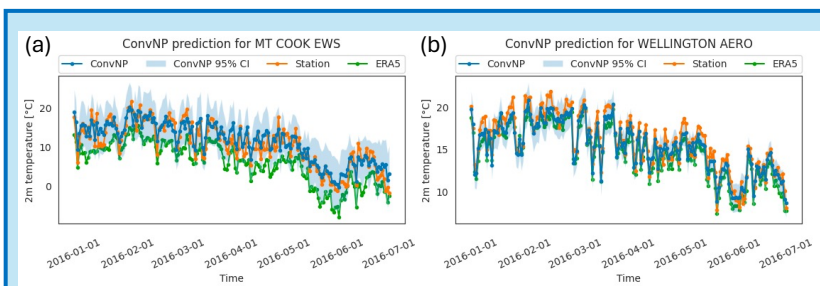 (a)
ConvNP prediction for MT COOK EWS
ConvNP
ConvNP 95% CI
Station
ERA5
2m temperature [°C]
20
10
0
2016-01-01
2016-02-01
2016-03-01
2016-04-01
2016-05-01
2016-06-01
2016-07-01
Time
(b)
ConvNP prediction for WELLINGTON AERO
ConvNP
ConvNP 95% CI
Station
ERA5
2m temperature [°C]
20
15
10
2016-01-01
2016-02-01
2016-03-01
2016-04-01
2016-05-01
2016-06-01
2016-07-01
Time